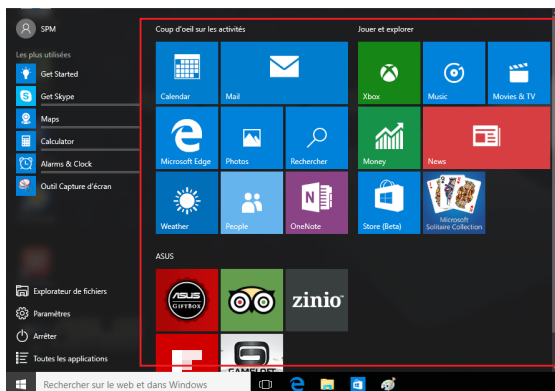 SPM
Les plus utilisées
Get Started
Get Skype
Maps
Calculator
Alarms & Clock
Outil Capture d'écran
Explorateur de fichiers
Paramètres
Arrêter
Toutes les applications
Coup d'oeil sur les activités
Calendar
Mail
Microsoft Edge
Photos
Rechercher
Weather
People
N
OneNote
Jouer et explorer
Xbox
Music
Movies & TV
Money
News
Store (Beta)
Microsoft
Solitaire Collection
ASUS
ASUS
GIFTBOX
zinio
GAMELOFT
Rechercher sur le web et dans Windows